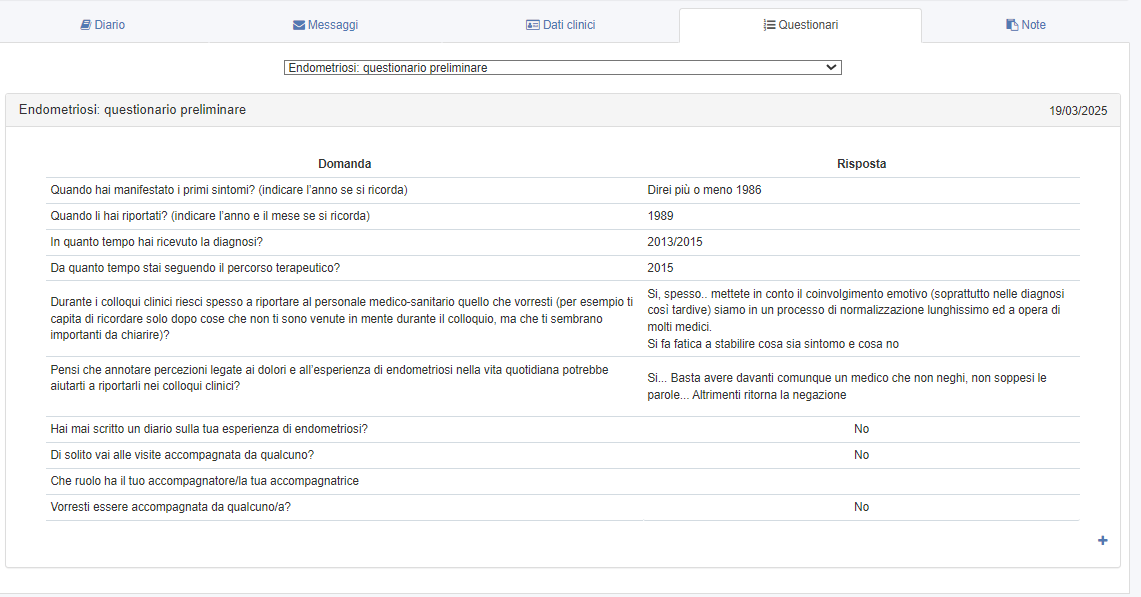 Diario
Messaggi
Dati clinici
Questionari
Note
Endometriosi: questionario preliminare
Endometriosi: questionario preliminare
19/03/2025
Domanda
Risposta
Quando hai manifestato i primi sintomi? (indicare l'anno se si ricorda)
Direi più o meno 1986
Quando li hai riportati? (indicare l'anno e il mese se si ricorda)
1989
In quanto tempo hai ricevuto la diagnosi?
2013/2015
Da quanto tempo stai seguendo il percorso terapeutico?
2015
Durante i colloqui clinici riesci spesso a riportare al personale medico-sanitario quello che vorresti (per esempio ti
capita di ricordare solo dopo cose che non ti sono venute in mente durante il colloquio, ma che ti sembrano
importanti da chiarire)?
Si, spesso.. mettete in conto il coinvolgimento emotivo (soprattutto nelle diagnosi
così tardive) siamo in un processo di normalizzazione lunghissimo ed a opera di
molti medici.
Si fa fatica a stabilire cosa sia sintomo e cosa no
Pensi che annotare percezioni legate ai dolori e all'esperienza di endometriosi nella vita quotidiana potrebbe
aiutarti a riportarli nei colloqui clinici?
Si... Basta avere davanti comunque un medico che non neghi, non soppesi le
parole... Altrimenti ritorna la negazione
Hai mai scritto un diario sulla tua esperienza di endometriosi?
No
Di solito vai alle visite accompagnata da qualcuno?
No
Che ruolo ha il tuo accompagnatore/la tua accompagnatrice
Vorresti essere accompagnata da qualcuno/a?
No